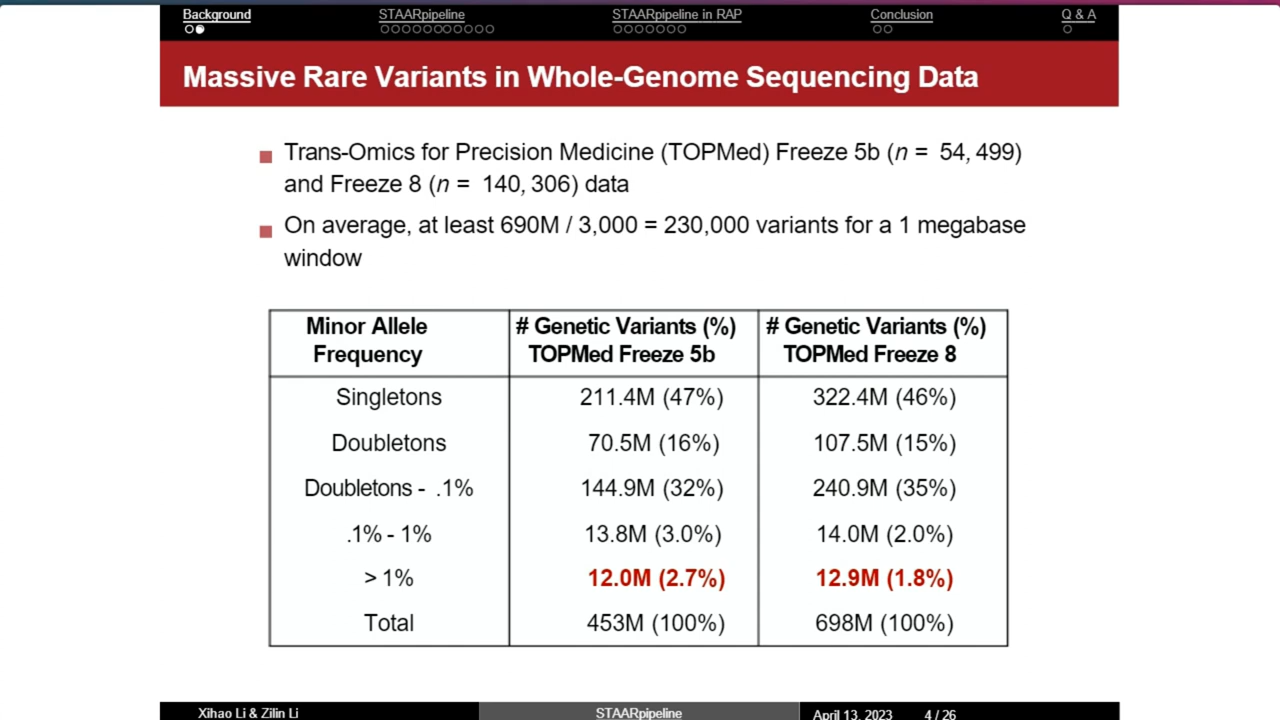 Background STAARpipeline STAARpipeline in RAP Conclusion Q & A
Massive Rare Variants in Whole-Genome Sequencing Data
Trans-Omics for Precision Medicine (TOPMed) Freeze 5b (n = 54, 499)
and Freeze 8 (n = 140, 306) data
On average, at least 690M / 3,000 = 230,000 variants for a 1 megabase
window
Minor Allele # Genetic Variants (%) # Genetic Variants (%)
Frequency TOPMed Freeze 5b TOPMed Freeze 8
Singletons 211.4M (47%) 322.4M (46%)
Doubletons 70.5M (16%) 107.5M (15%)
Doubletons - .1% 144.9M (32%) 240.9M (35%)
.1% - 1% 13.8M (3.0%) 14.0M (2.0%)
> 1% 12.0M (2.7%) 12.9M (1.8%)
Total 453M (100%) 698M (100%)
Xihao Li & Zilin Li STAARpipeline April 13, 2023 4 / 26